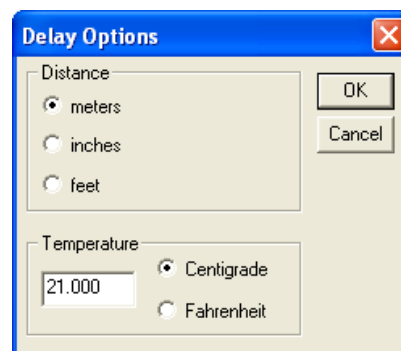 Delay Options
Distance
meters
inches
feet
OK
Cancel
Temperature
21.000
Centigrade
Fahrenheit